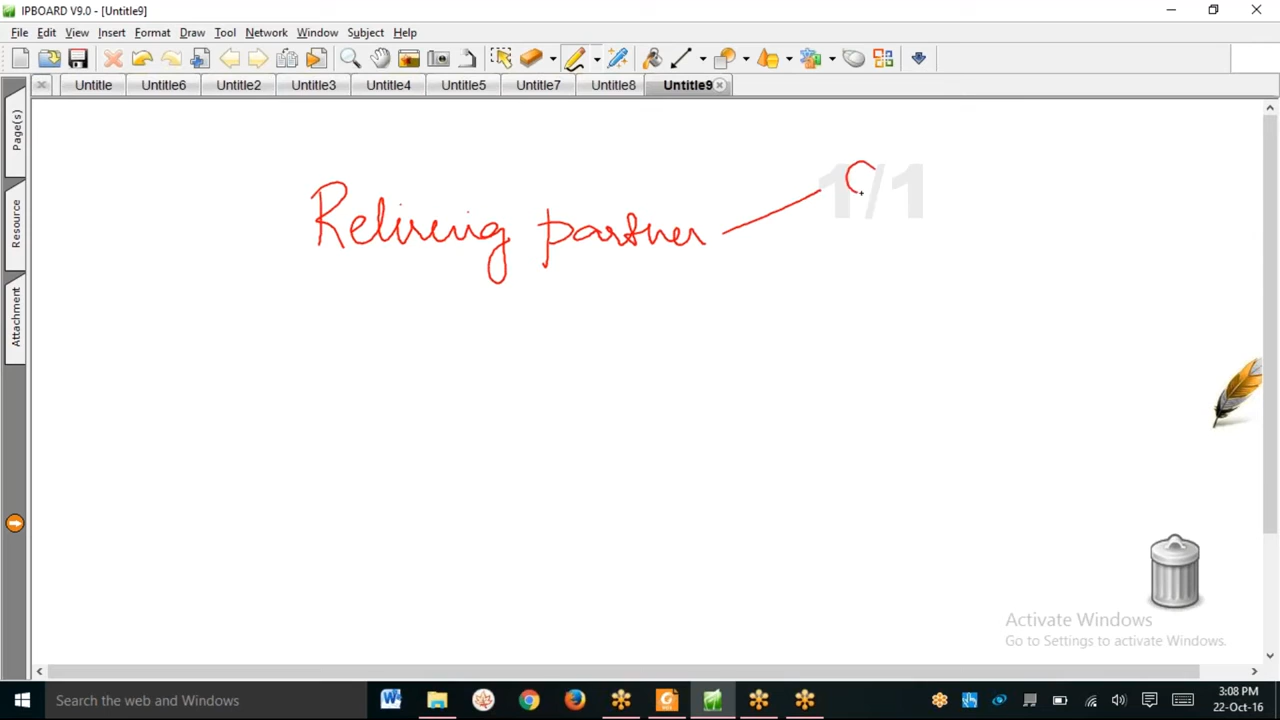 IPBOARD V9.0 - [Untitle9]
File Edit View Insert Format Draw Tool Network Window Subject Help
Untitle Untitle6 Untitle2 Untitle3 Untitle4 Untitle5 Untitle7 Untitle8 Untitle9
Page(s)
Resource
Attachment
1/1
Retireing partner
Activate Windows
Go to Settings to activate Windows.
Search the web and Windows
3:08 PM
22-Oct-16